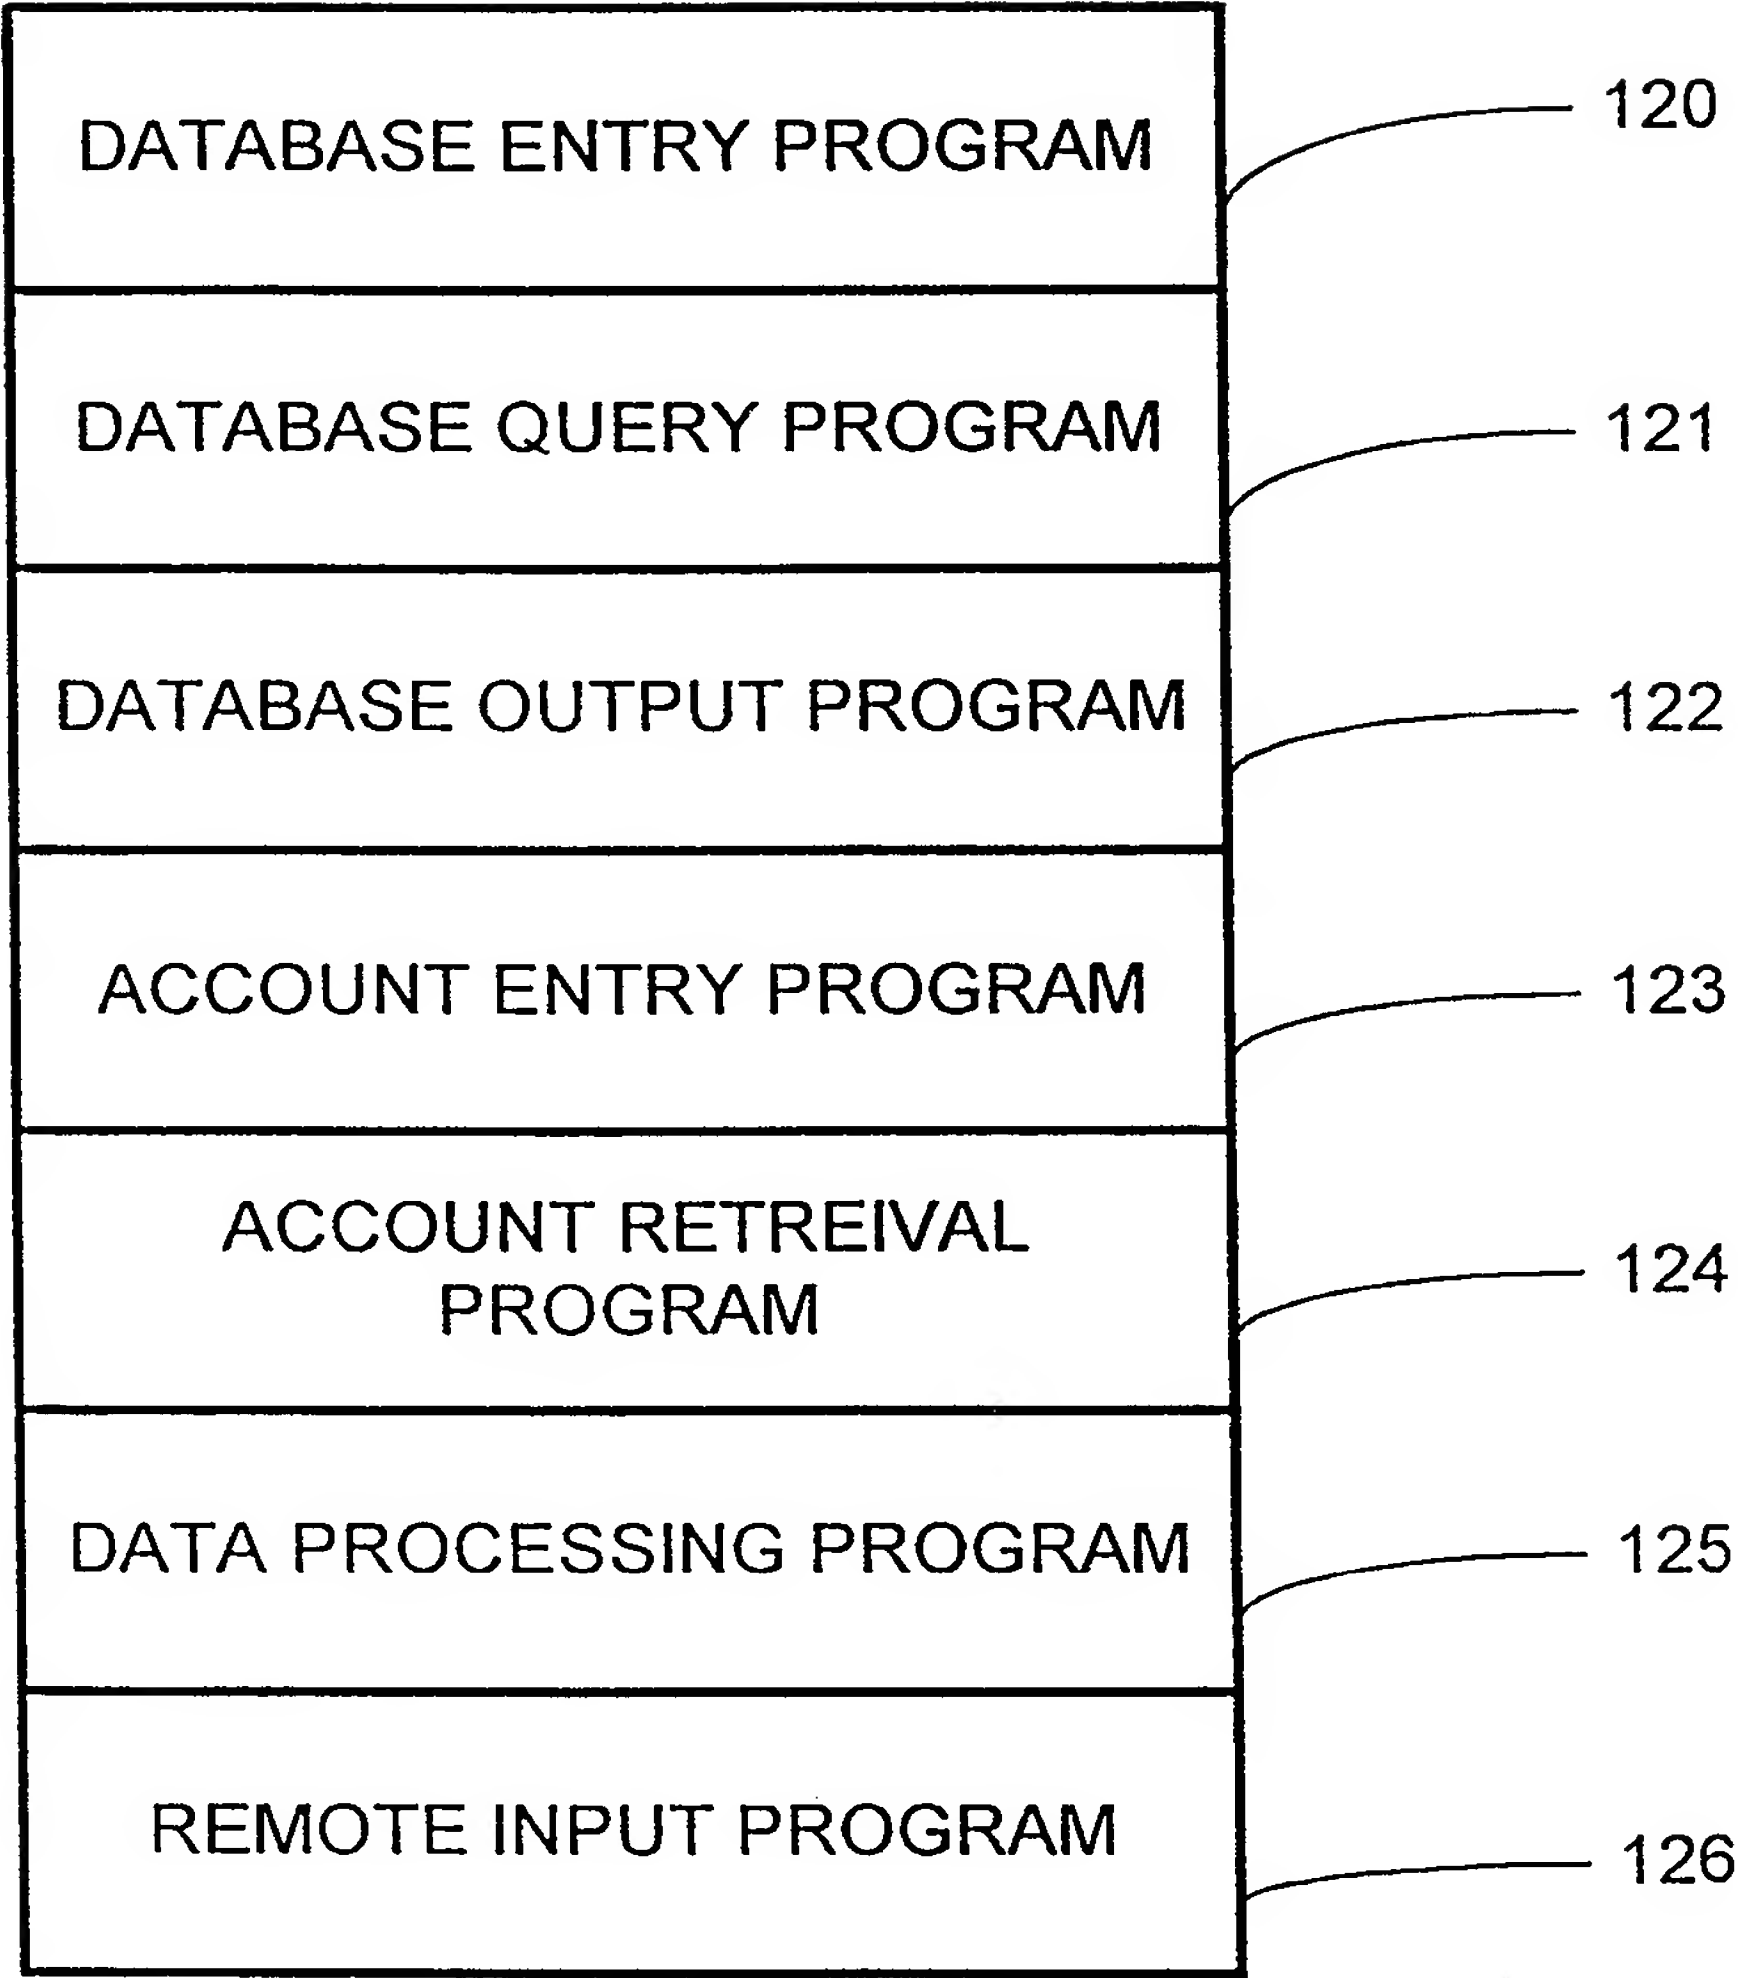 DATABASE ENTRY PROGRAM
120
DATABASE QUERY PROGRAM
121
DATABASE OUTPUT PROGRAM
122
ACCOUNT ENTRY PROGRAM
123
ACCOUNT RETREIVAL
PROGRAM
124
DATA PROCESSING PROGRAM
125
REMOTE INPUT PROGRAM
126